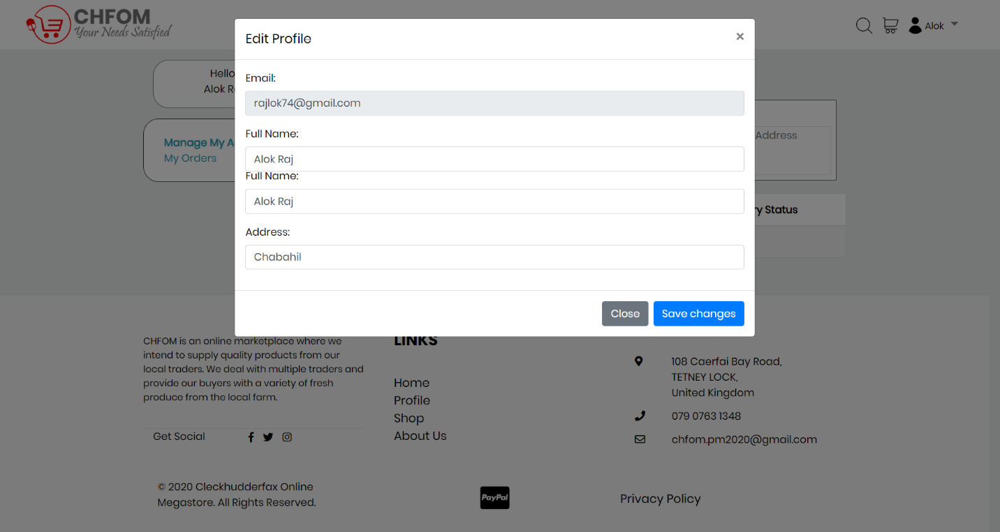 CHFOM
Your Needs Satisfied
Alok
Edit Profile
×
Hello
Alok R
Manage My A
My Orders
Email:
rajlok74@gmail.com
Full Name:
Alok Raj
Full Name:
Alok Raj
Address:
Chabahil
Close
Save changes
Address
ry Status
CHFOM is an online marketplace where we
intend to supply quality products from our
local traders. We deal with multiple traders and
provide our buyers with a variety of fresh
produce from the local farm.
Get Social
LINKS
Home
Profile
Shop
About Us
108 Caerfai Bay Road,
TETNEY LOCK,
United Kingdom
079 0763 1348
chfom.pm2020@gmail.com
© 2020 Cleckhudderfax Online
Megastore. All Rights Reserved.
PayPal
Privacy Policy